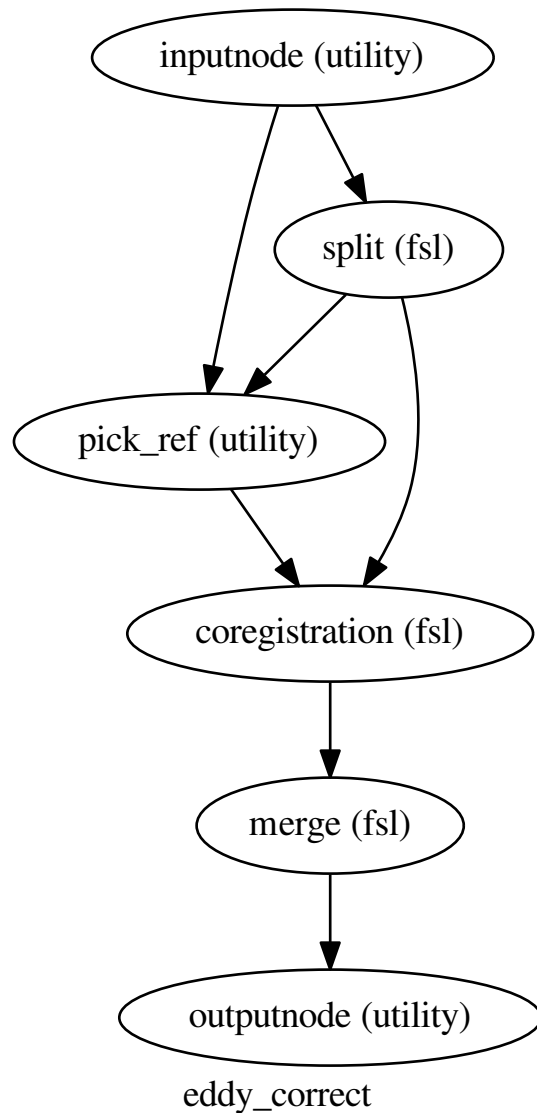 inputnode (utility)
split (fsl)
pick_ref (utility)
coregistration (fsl)
merge (fsl)
outputnode (utility)
eddy_correct